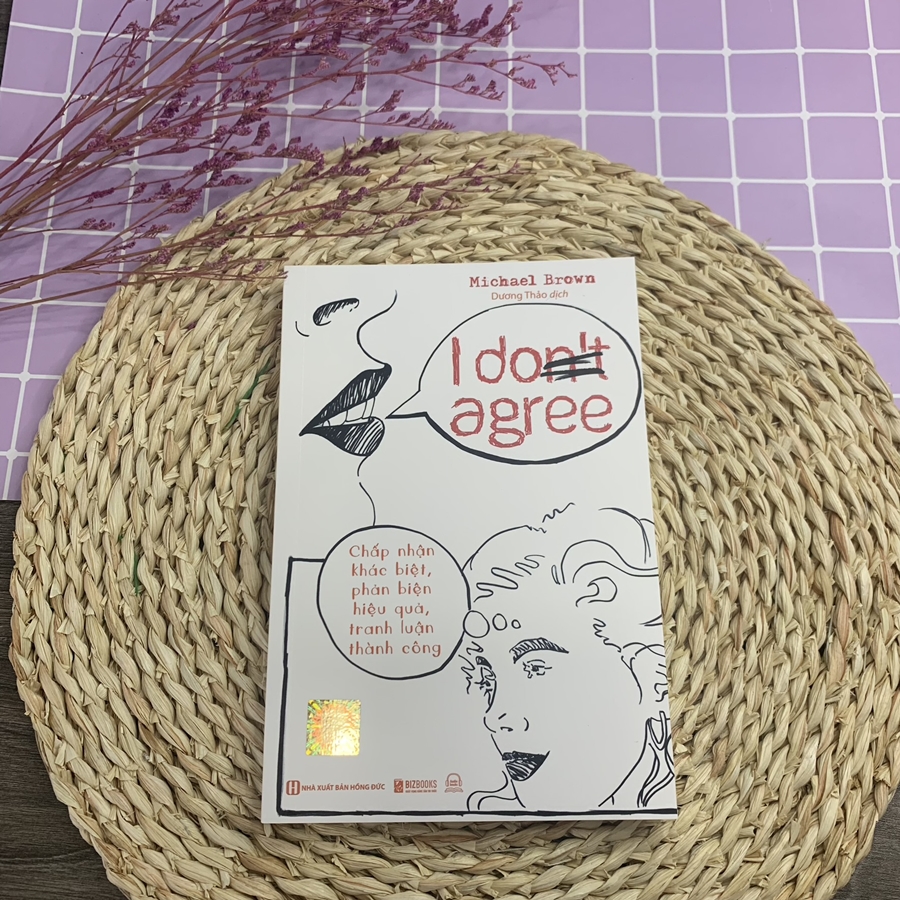 Michael Brown
Dương Thảo dịch
I don't
agree
Chấp nhận
khác biệt,
phản biện
hiệu quả,
tranh luận
thành công
NHÀ XUẤT BẢN HỒNG ĐỨC
BIZBOOKS